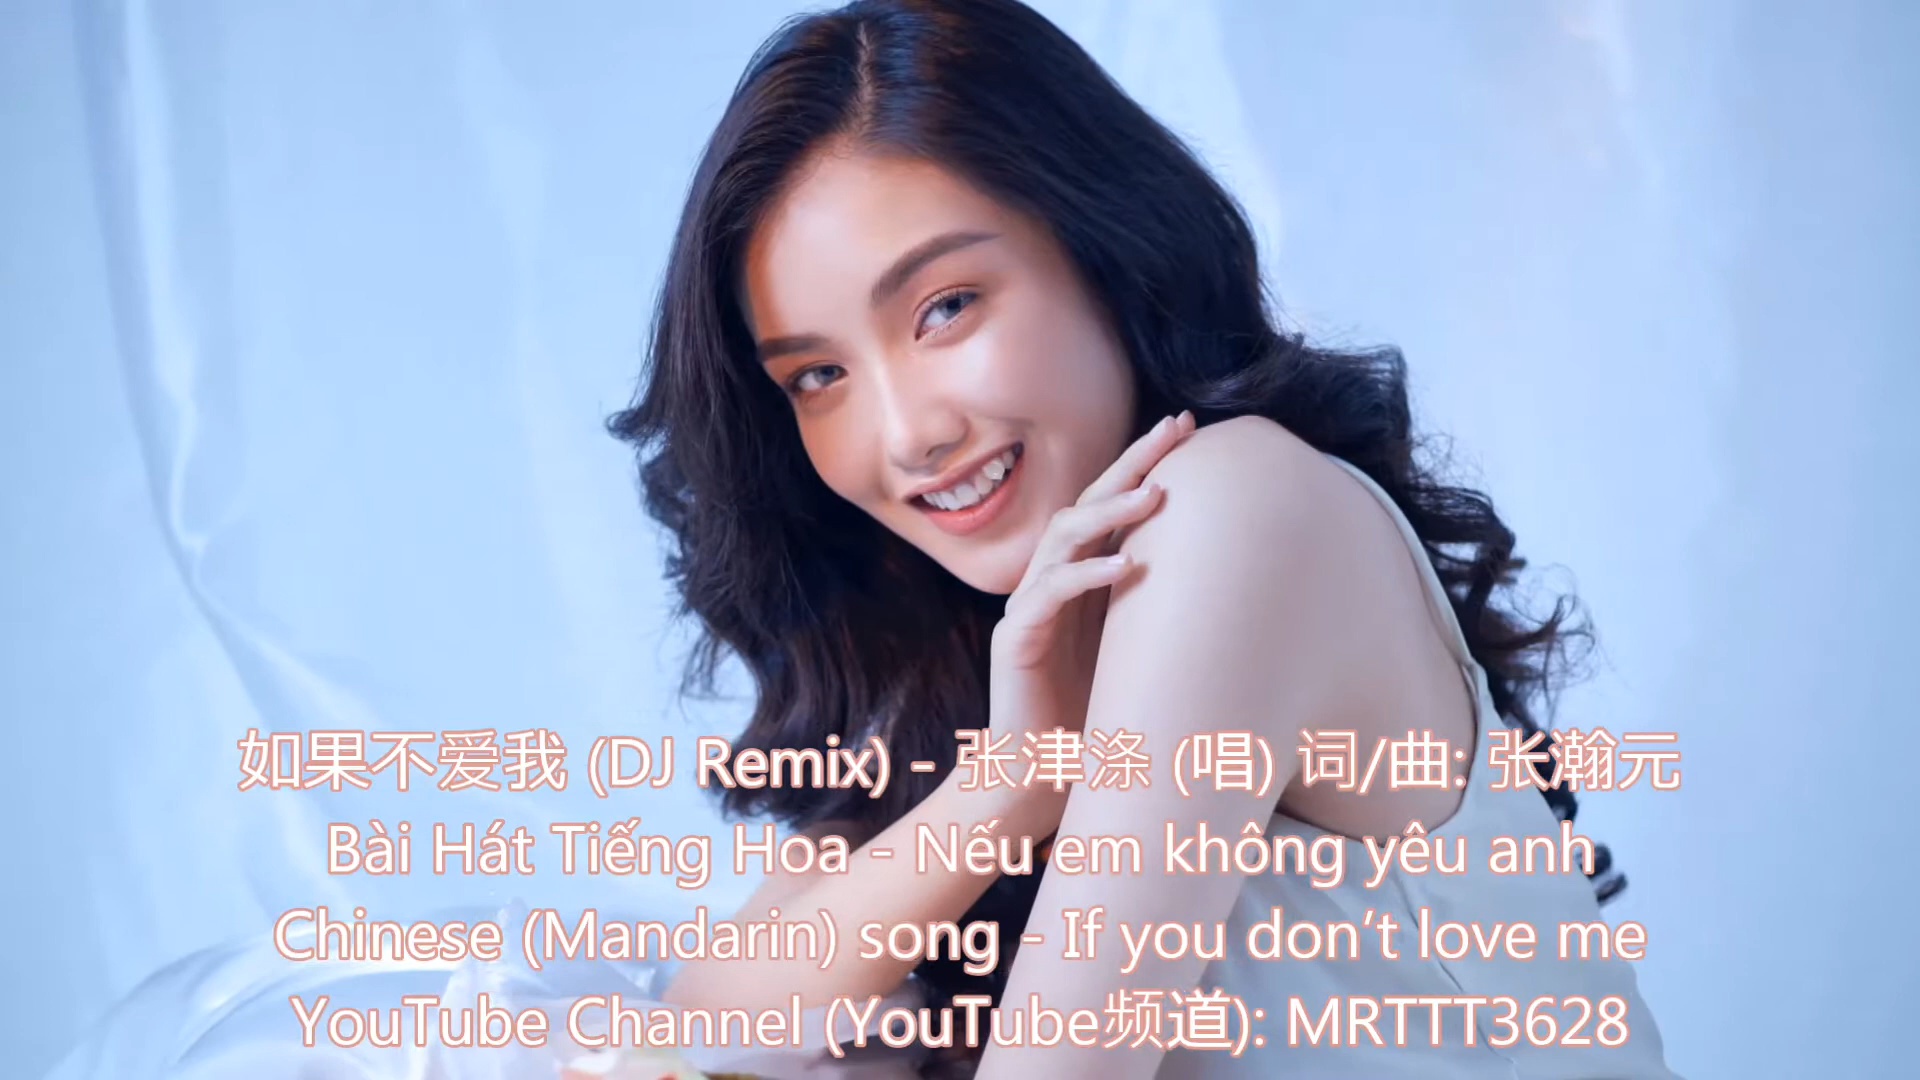 如果不爱我 (DJ Remix) - 张津涤 (唱) 词/曲: 张瀚元
Bài Hát Tiếng Hoa - Nếu em không yêu anh
Chinese (Mandarin) song - If you don’t love me
YouTube Channel (YouTube频道): MRTTT3628